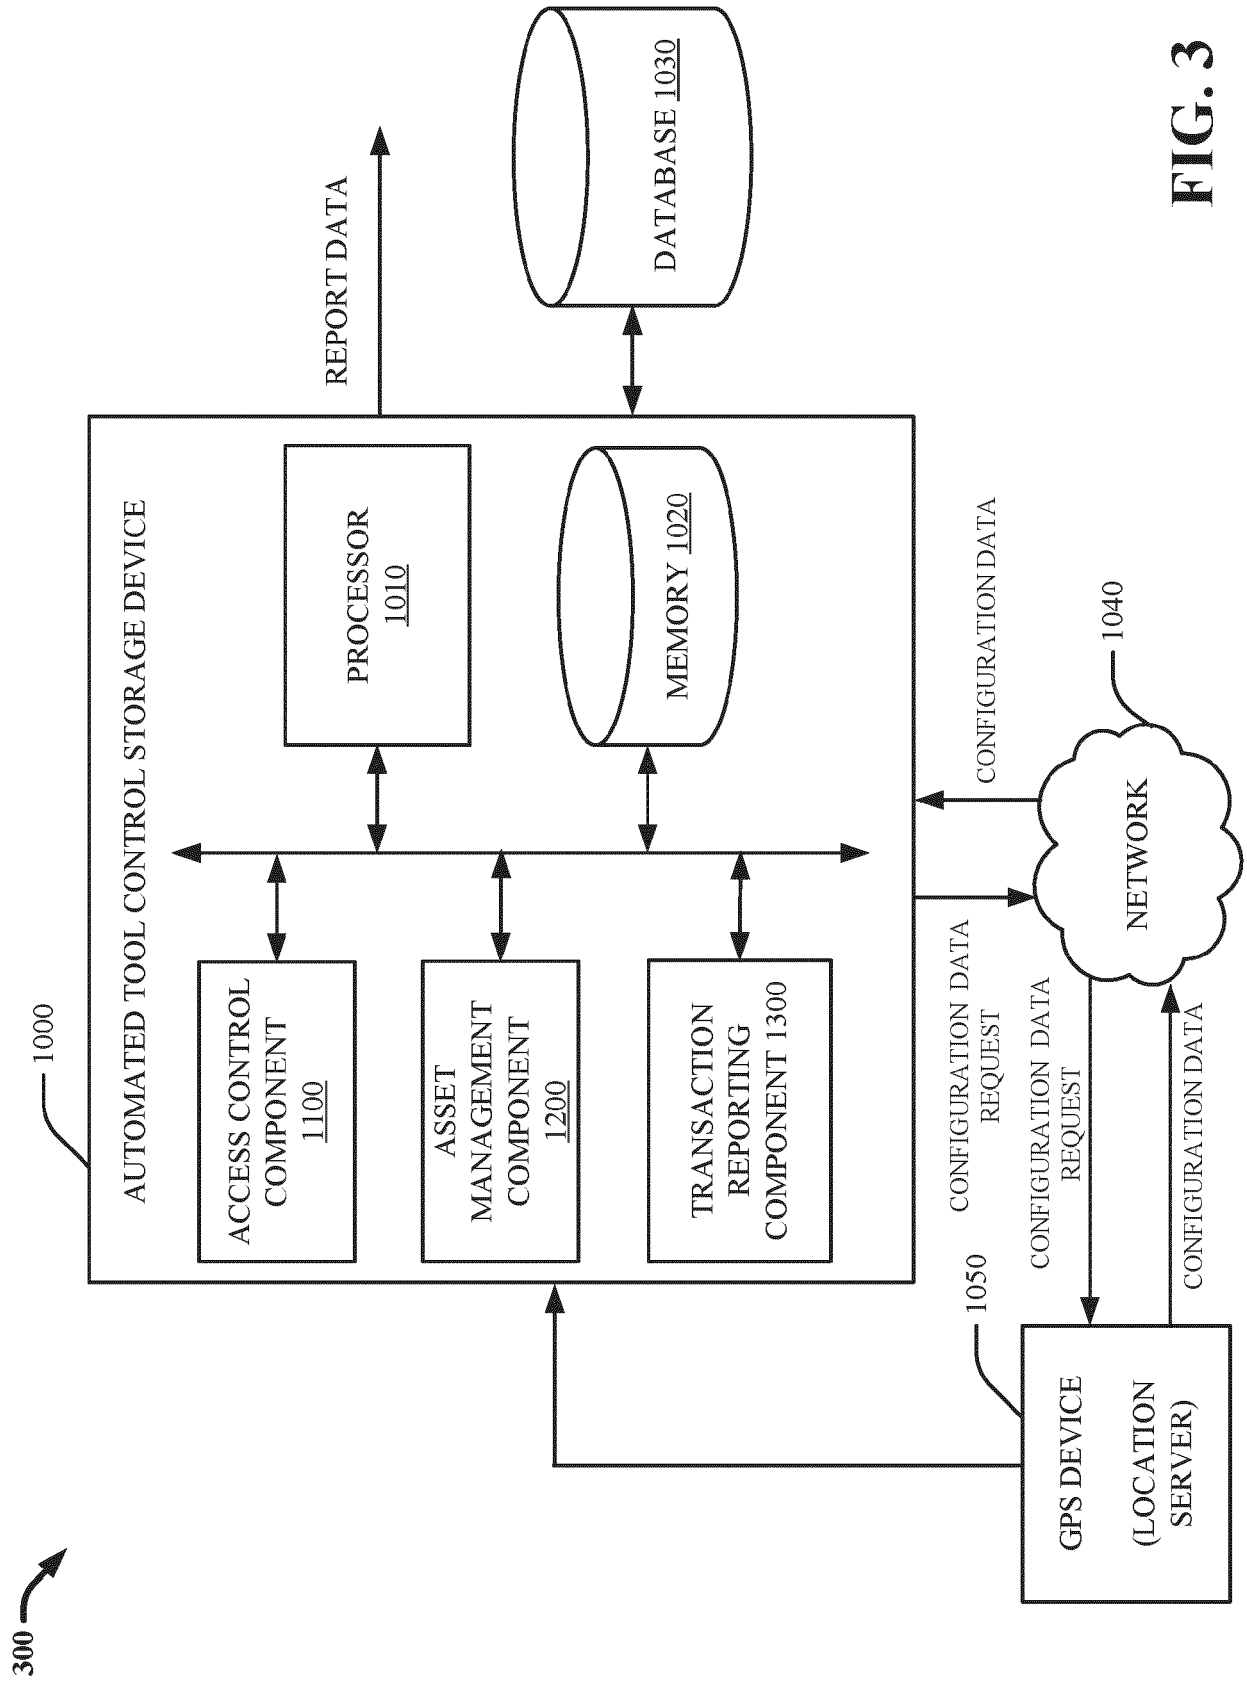 300
1000
AUTOMATED TOOL CONTROL STORAGE DEVICE
ACCESS CONTROL
COMPONENT
1100
ASSET
MANAGEMENT
COMPONENT
1200
TRANSACTION
REPORTING
COMPONENT 1300
PROCESSOR
1010
MEMORY 1020
REPORT DATA
DATABASE 1030
CONFIGURATION DATA
REQUEST
CONFIGURATION DATA
1040
NETWORK
CONFIGURATION DATA
REQUEST
CONFIGURATION DATA
1050
GPS DEVICE
(LOCATION
SERVER)
FIG. 3